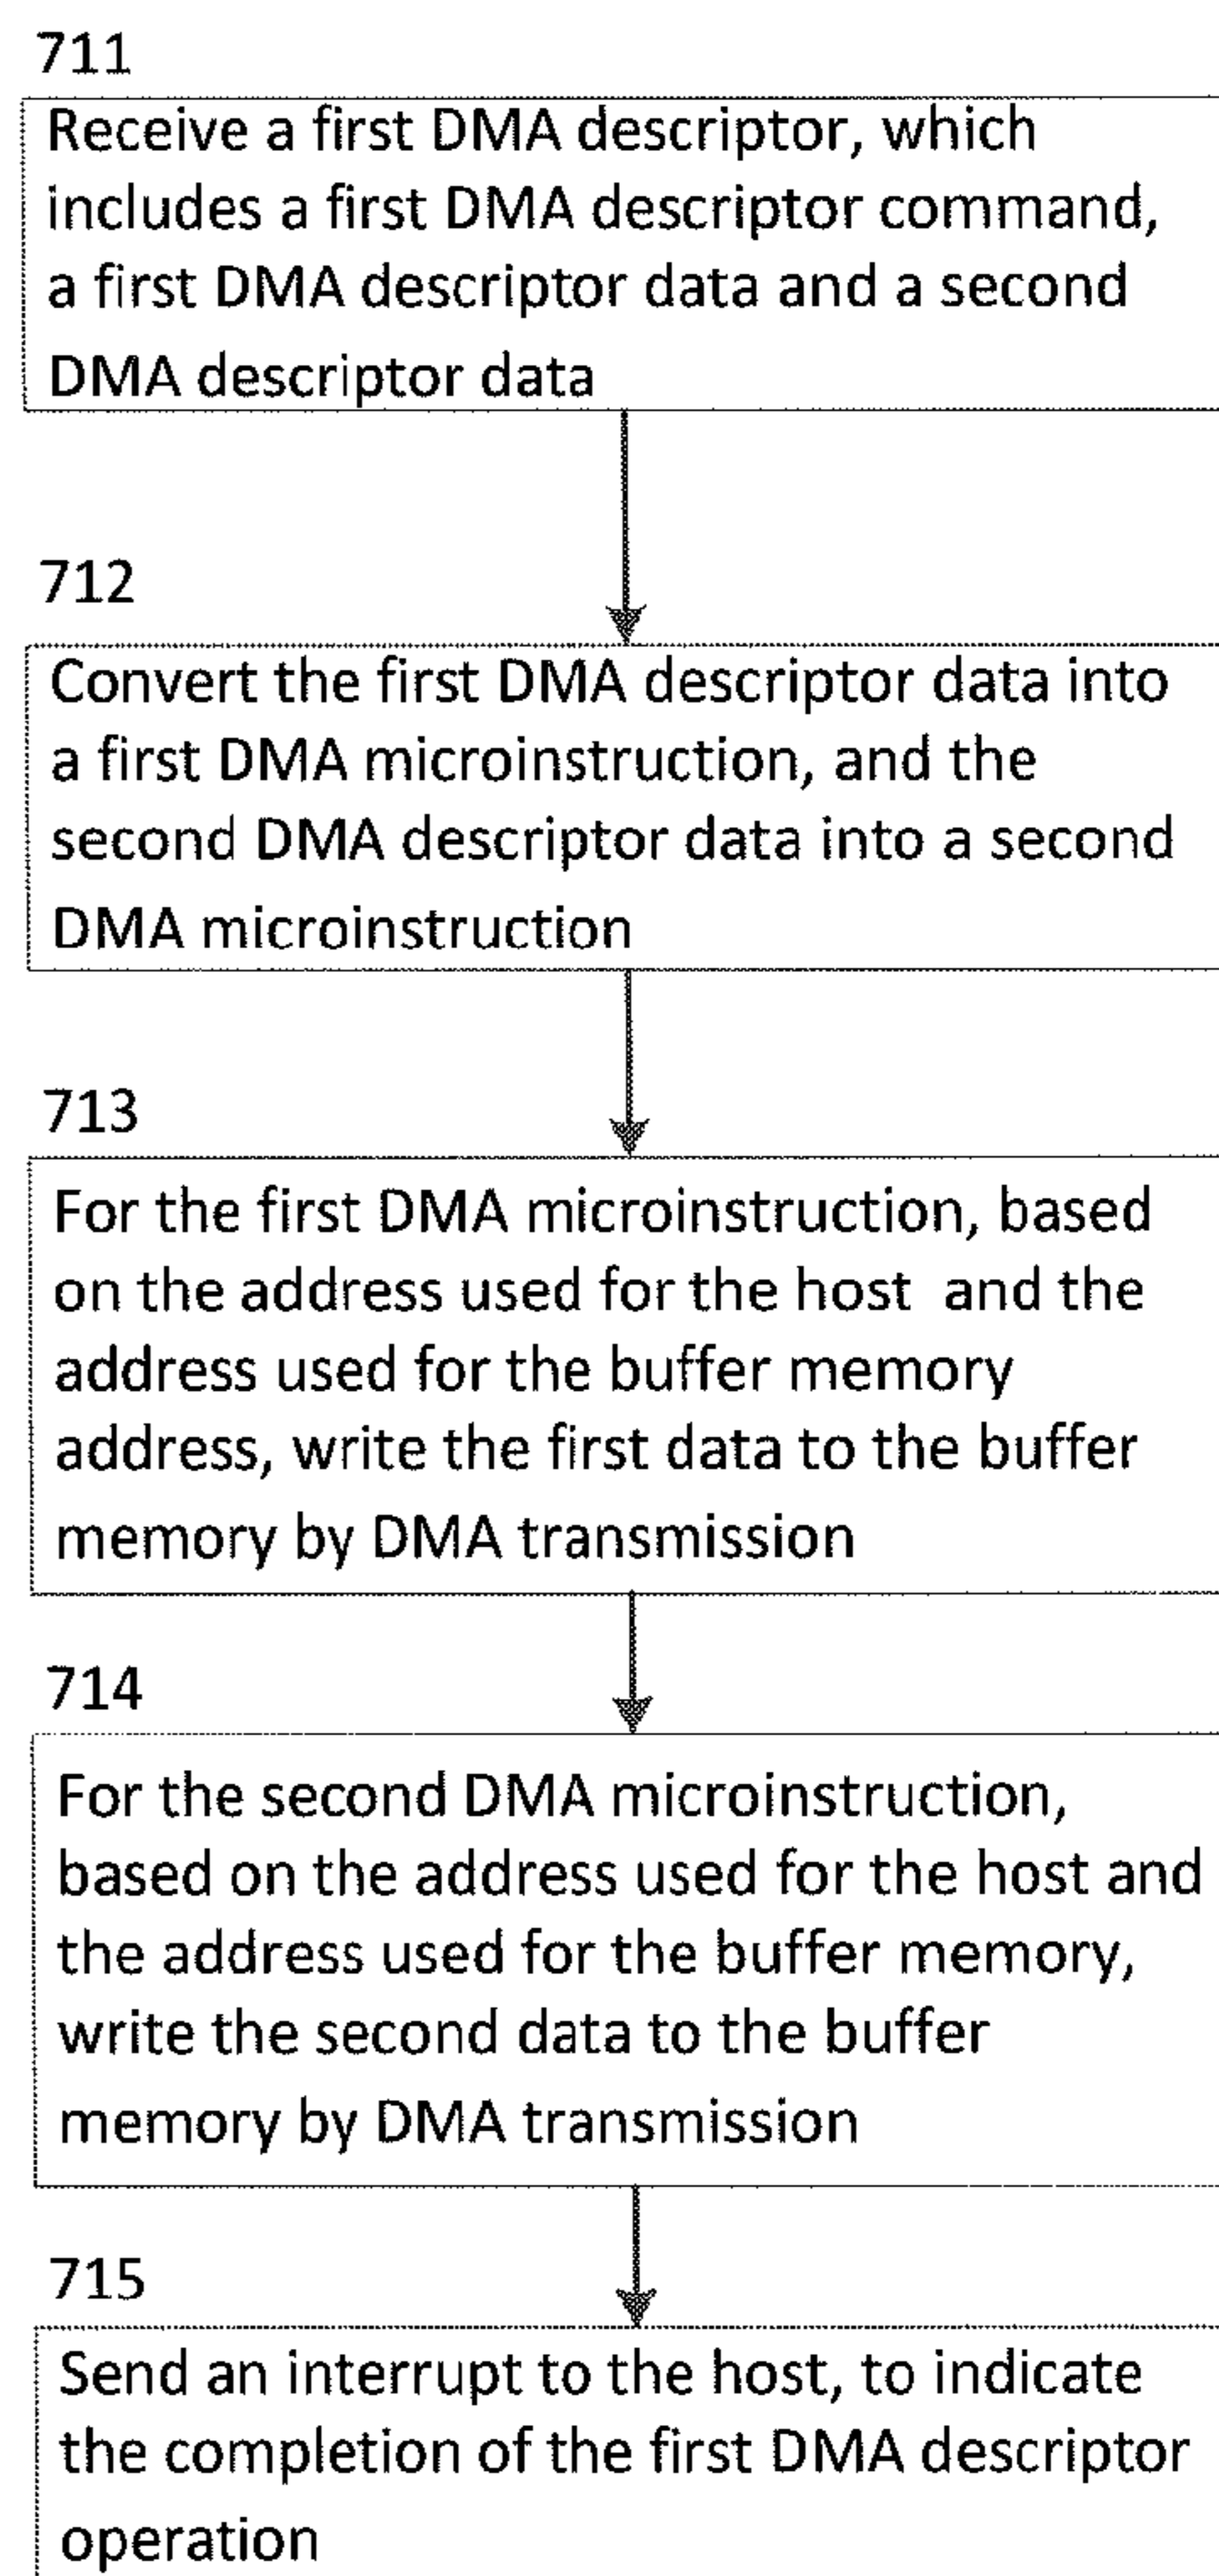 711
Receive a first DMA descriptor, which
includes a first DMA descriptor command,
a first DMA descriptor data and a second
DMA descriptor data
712
Convert the first DMA descriptor data into
a first DMA microinstruction, and the
second DMA descriptor data into a second
DMA microinstruction
713
For the first DMA microinstruction, based
on the address used for the host and the
address used for the buffer memory
address, write the first data to the buffer
memory by DMA transmission
714
For the second DMA microinstruction,
based on the address used for the host and
the address used for the buffer memory,
write the second data to the buffer
memory by DMA transmission
715
Send an interrupt to the host, to indicate
the completion of the first DMA descriptor
operation